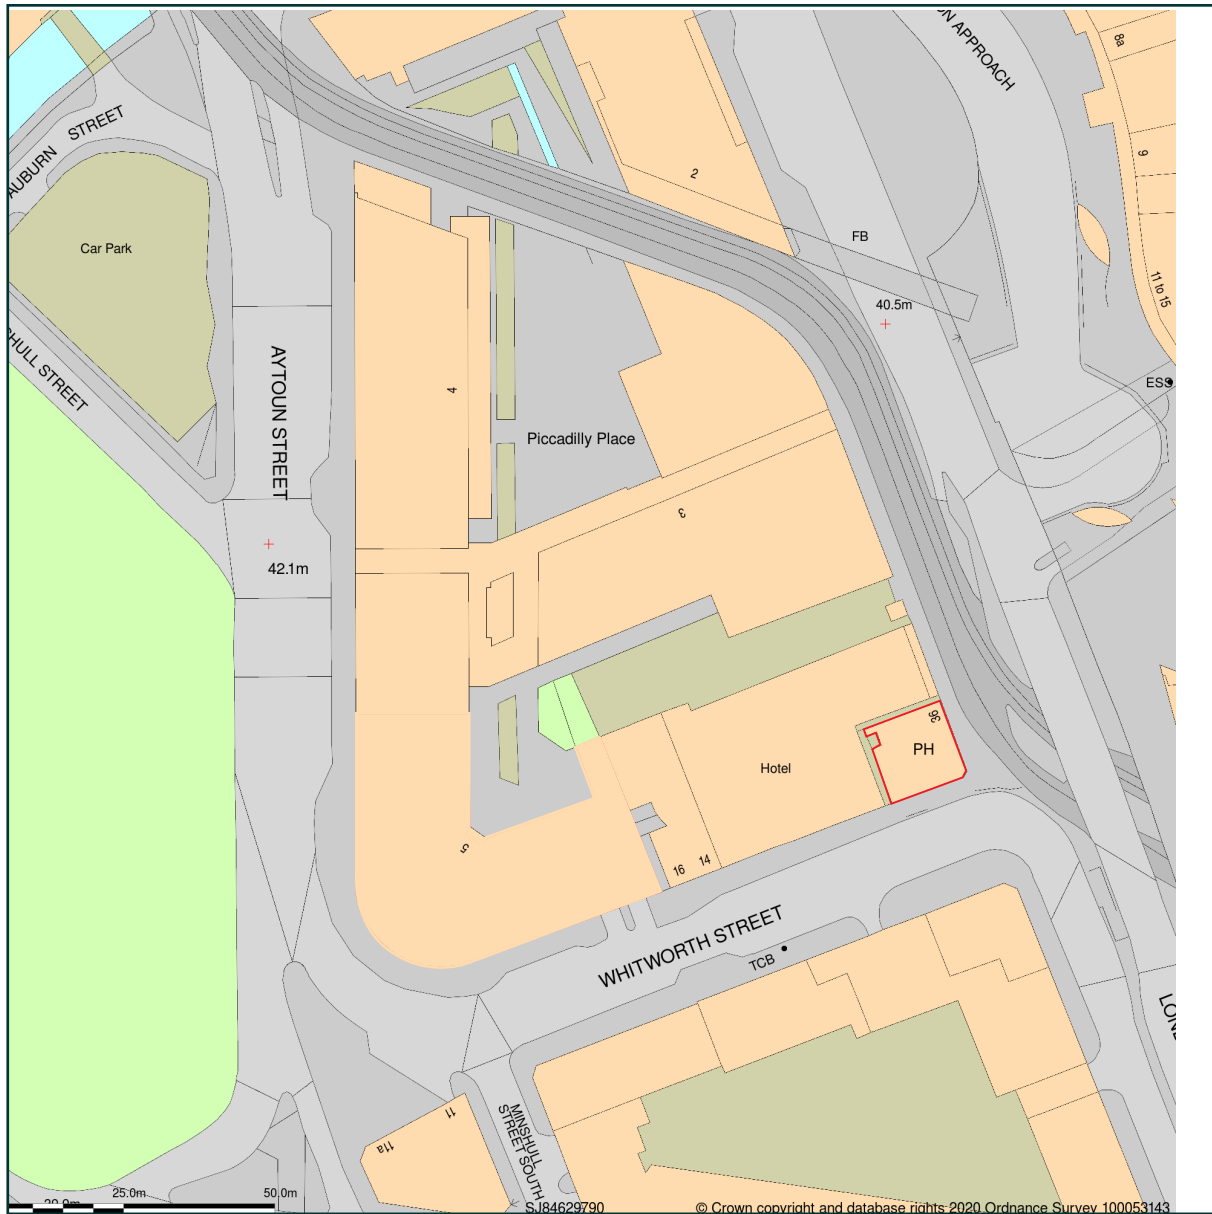 8a
AUBURN STREET
9
2
Car Park
FB
11 to 15
40.5m
ESS
AYTOUN STREET
4
Piccadilly Place
3
42.1m
36
PH
Hotel
5
16
14
WHITWORTH STREET
TCB
11
11a
MINSHULL
STREET SOUTH
25.0m
50.0m
SJ84629790
© Crown copyright and database rights 2020 Ordnance Survey 100053143
APPROACH
STREET